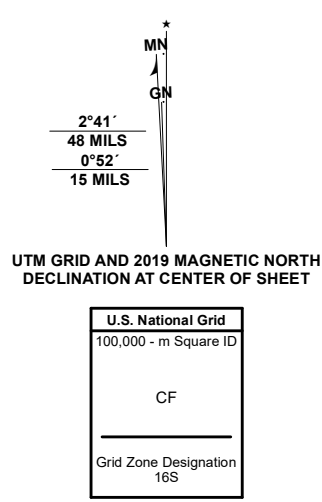 ★
MN
GN
2°41´
48 MILS
0°52´
15 MILS
UTM GRID AND 2019 MAGNETIC NORTH
DECLINATION AT CENTER OF SHEET
U.S. National Grid
100,000 - m Square ID
CF
Grid Zone Designation
16S